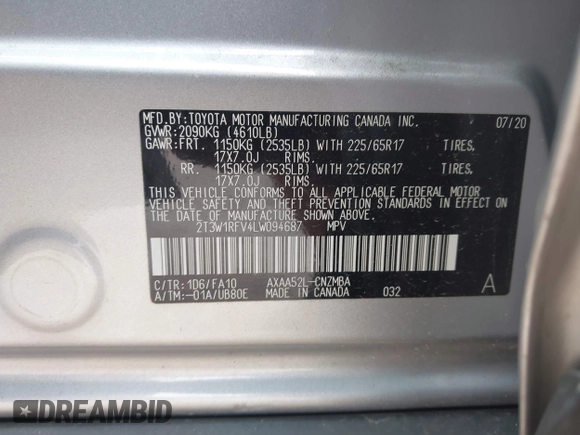 MFD.BY:TOYOTA MOTOR MANUFACTURING CANADA INC. 07/20
GVWR:2090KG (4610LB)
GAWR:FRT. 1150KG (2535LB) WITH 225/65R17 TIRES.
17X7.0J RIMS.
RR. 1150KG (2535LB) WITH 225/65R17 TIRES,
17X7.0J RIMS.
THIS VEHICLE CONFORMS TO ALL APPLICABLE FEDERAL MOTOR
VEHICLE SAFETY AND THEFT PREVENTION STANDARDS IN EFFECT
ON THE DATE OF MANUFACTURE SHOWN ABOVE.
2T3W1RFV4LW094687 MPV
C/TR:1D6/FA10 AXAA52L-CNZMBA
A/TM:-01A/UB80E MADE IN CANADA 032 A
DREAMBID